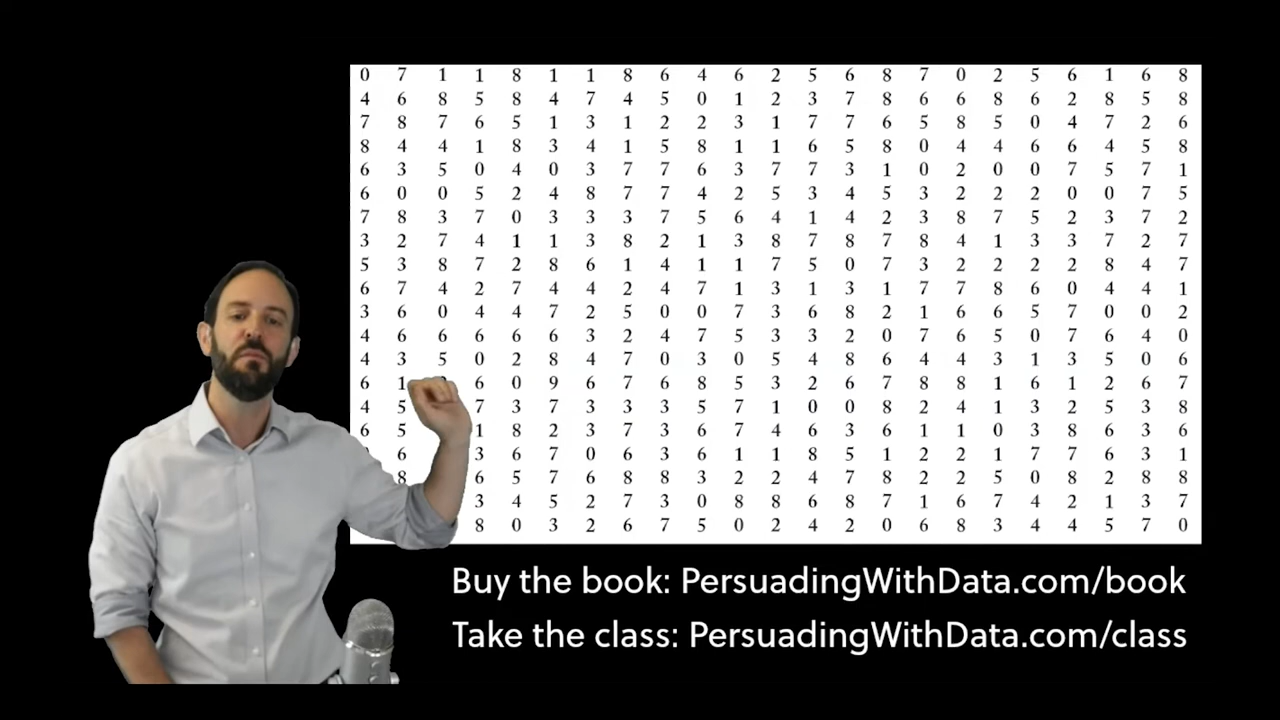 0 7 1 1 8 1 1 8 6 4 6 2 5 6 8 7 0 2 5 6 1 6 8
4 6 8 5 8 4 7 4 5 0 1 2 3 7 8 6 6 8 6 2 8 5 8
7 8 7 6 5 1 3 1 2 2 3 1 7 7 6 5 8 5 0 4 7 2 6
8 4 4 1 8 3 4 1 5 8 1 1 6 5 8 0 4 4 6 6 4 5 8
6 3 5 0 4 0 3 7 7 6 3 7 7 3 1 0 2 0 0 7 5 7 1
6 0 0 5 2 4 8 7 7 4 2 5 3 4 5 3 2 2 2 0 0 7 5
7 8 3 7 0 3 3 3 7 5 6 4 1 4 2 3 8 7 5 2 3 7 2
3 2 7 4 1 1 3 8 2 1 3 8 7 8 7 8 4 1 3 3 7 2 7
5 3 8 7 2 8 6 1 4 1 1 7 5 0 7 3 2 2 2 2 8 4 7
6 7 4 2 7 4 4 2 4 7 1 3 1 3 1 7 7 8 6 0 4 4 1
3 6 0 4 4 7 2 5 0 0 7 3 6 8 2 1 6 6 5 7 0 0 2
4 6 6 6 6 6 3 2 4 7 5 3 3 2 0 7 6 5 0 7 6 4 0
4 3 5 0 2 8 4 7 0 3 0 5 4 8 6 4 4 3 1 3 5 0 6
6 1 6 0 9 6 7 6 8 5 3 2 6 7 8 8 1 6 1 2 6 7
4 5 7 3 7 3 3 3 5 7 1 0 0 8 2 4 1 3 2 5 3 8
6 5 1 8 2 3 7 3 6 7 4 6 3 6 1 1 0 3 8 6 3 6
6 3 6 7 0 6 3 6 1 1 8 5 1 2 2 1 7 7 6 3 1
8 6 5 7 6 8 8 3 2 2 4 7 8 2 2 5 0 8 2 8 8
3 4 5 2 7 3 0 8 8 6 8 7 1 6 7 4 2 1 3 7
8 0 3 2 6 7 5 0 2 4 2 0 6 8 3 4 4 5 7 0
Buy the book: PersuadingWithData.com/book
Take the class: PersuadingWithData.com/class